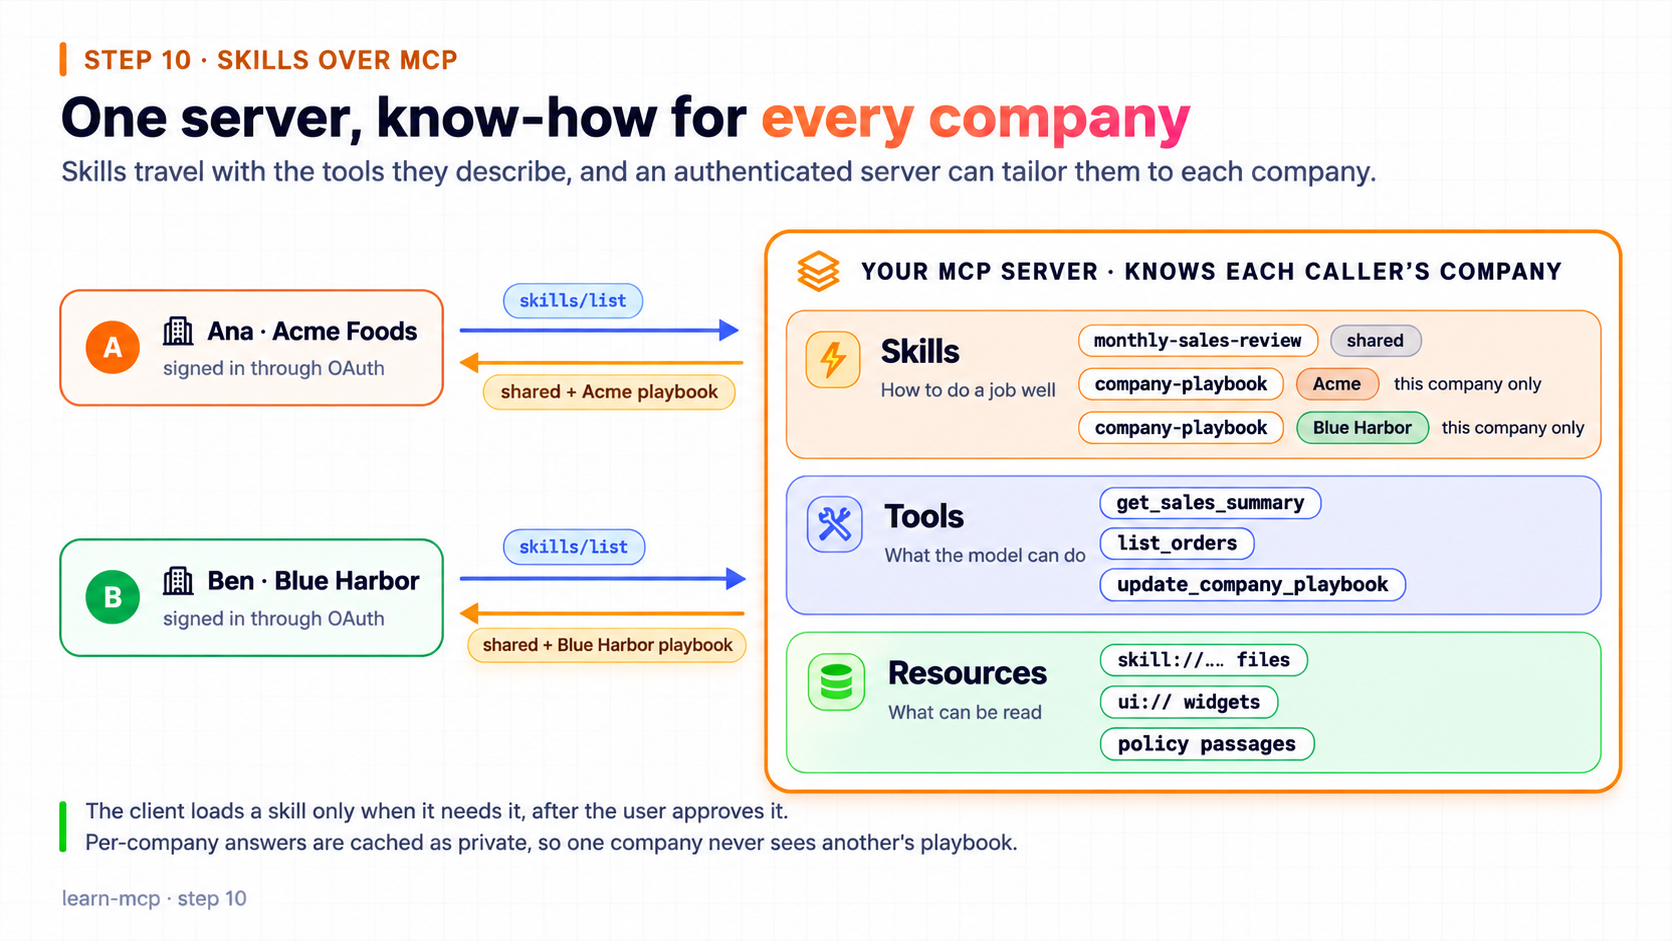 STEP 10 · SKILLS OVER MCP
One server, know-how for every company
Skills travel with the tools they describe, and an authenticated server can tailor them to each company.
A
Ana · Acme Foods
signed in through OAuth
skills/list
shared + Acme playbook
B
Ben · Blue Harbor
signed in through OAuth
skills/list
shared + Blue Harbor playbook
YOUR MCP SERVER · KNOWS EACH CALLER’S COMPANY
Skills
How to do a job well
monthly-sales-review shared
company-playbook Acme this company only
company-playbook Blue Harbor this company only
Tools
What the model can do
get_sales_summary
list_orders
update_company_playbook
Resources
What can be read
skill://… files
ui:// widgets
policy passages
The client loads a skill only when it needs it, after the user approves it.
Per-company answers are cached as private, so one company never sees another's playbook.
learn-mcp · step 10